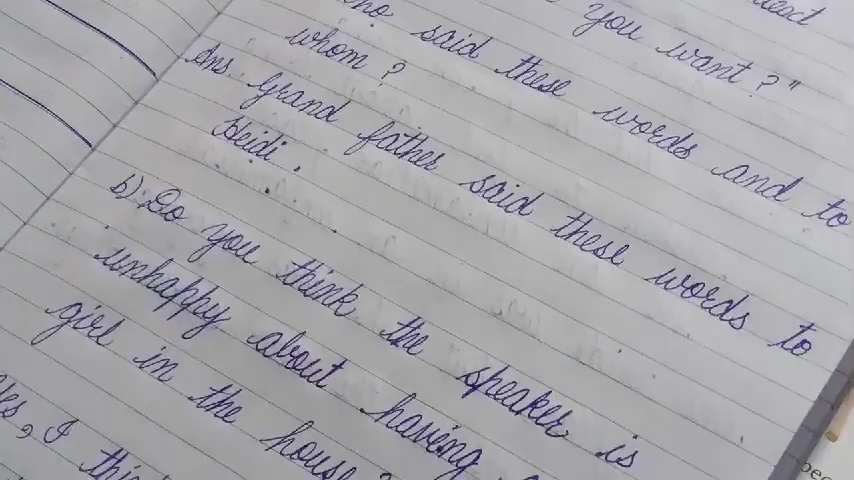 you want?"
said these words and to
whom?
Ans. Grand father said these words to
Heidi.
b) Do you think the speaker is
unhappy about having
girl in the house?
Yes, I